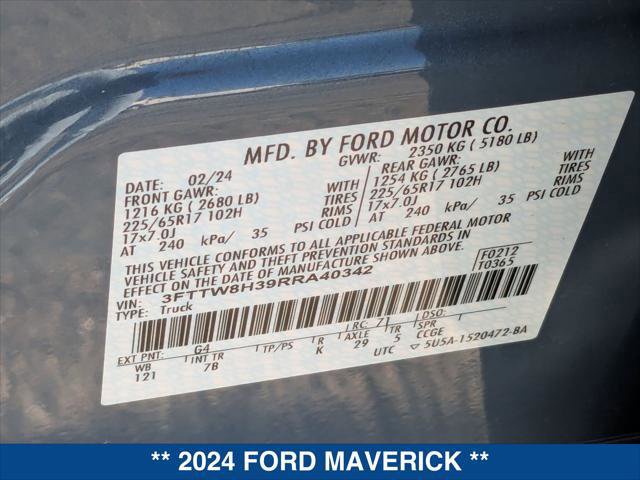 MFD. BY FORD MOTOR CO.
DATE: 02/24 GVWR: 2350 KG ( 5180 LB)
FRONT GAWR: REAR GAWR:
1216 KG ( 2680 LB) WITH 1254 KG ( 2765 LB) WITH
225/65R17 102H TIRES 225/65R17 102H TIRES
17x7.0J RIMS 17x7.0J RIMS
AT 240 kPa/ 35 PSI COLD AT 240 kPa/ 35 PSI COLD
THIS VEHICLE CONFORMS TO ALL APPLICABLE FEDERAL MOTOR
VEHICLE SAFETY AND THEFT PREVENTION STANDARDS IN
EFFECT ON THE DATE OF MANUFACTURE SHOWN ABOVE.
VIN: 3FTTW8H39RRA40342 F0212
TYPE: Truck T0365
EXT PNT: G4 RC: 71 DSO:
WB INT TR TP/PS R AXLE TR SPR
121 7B K 29 5 CCGE
UTC ▽ 5U5A-1520472-BA
** 2024 FORD MAVERICK **